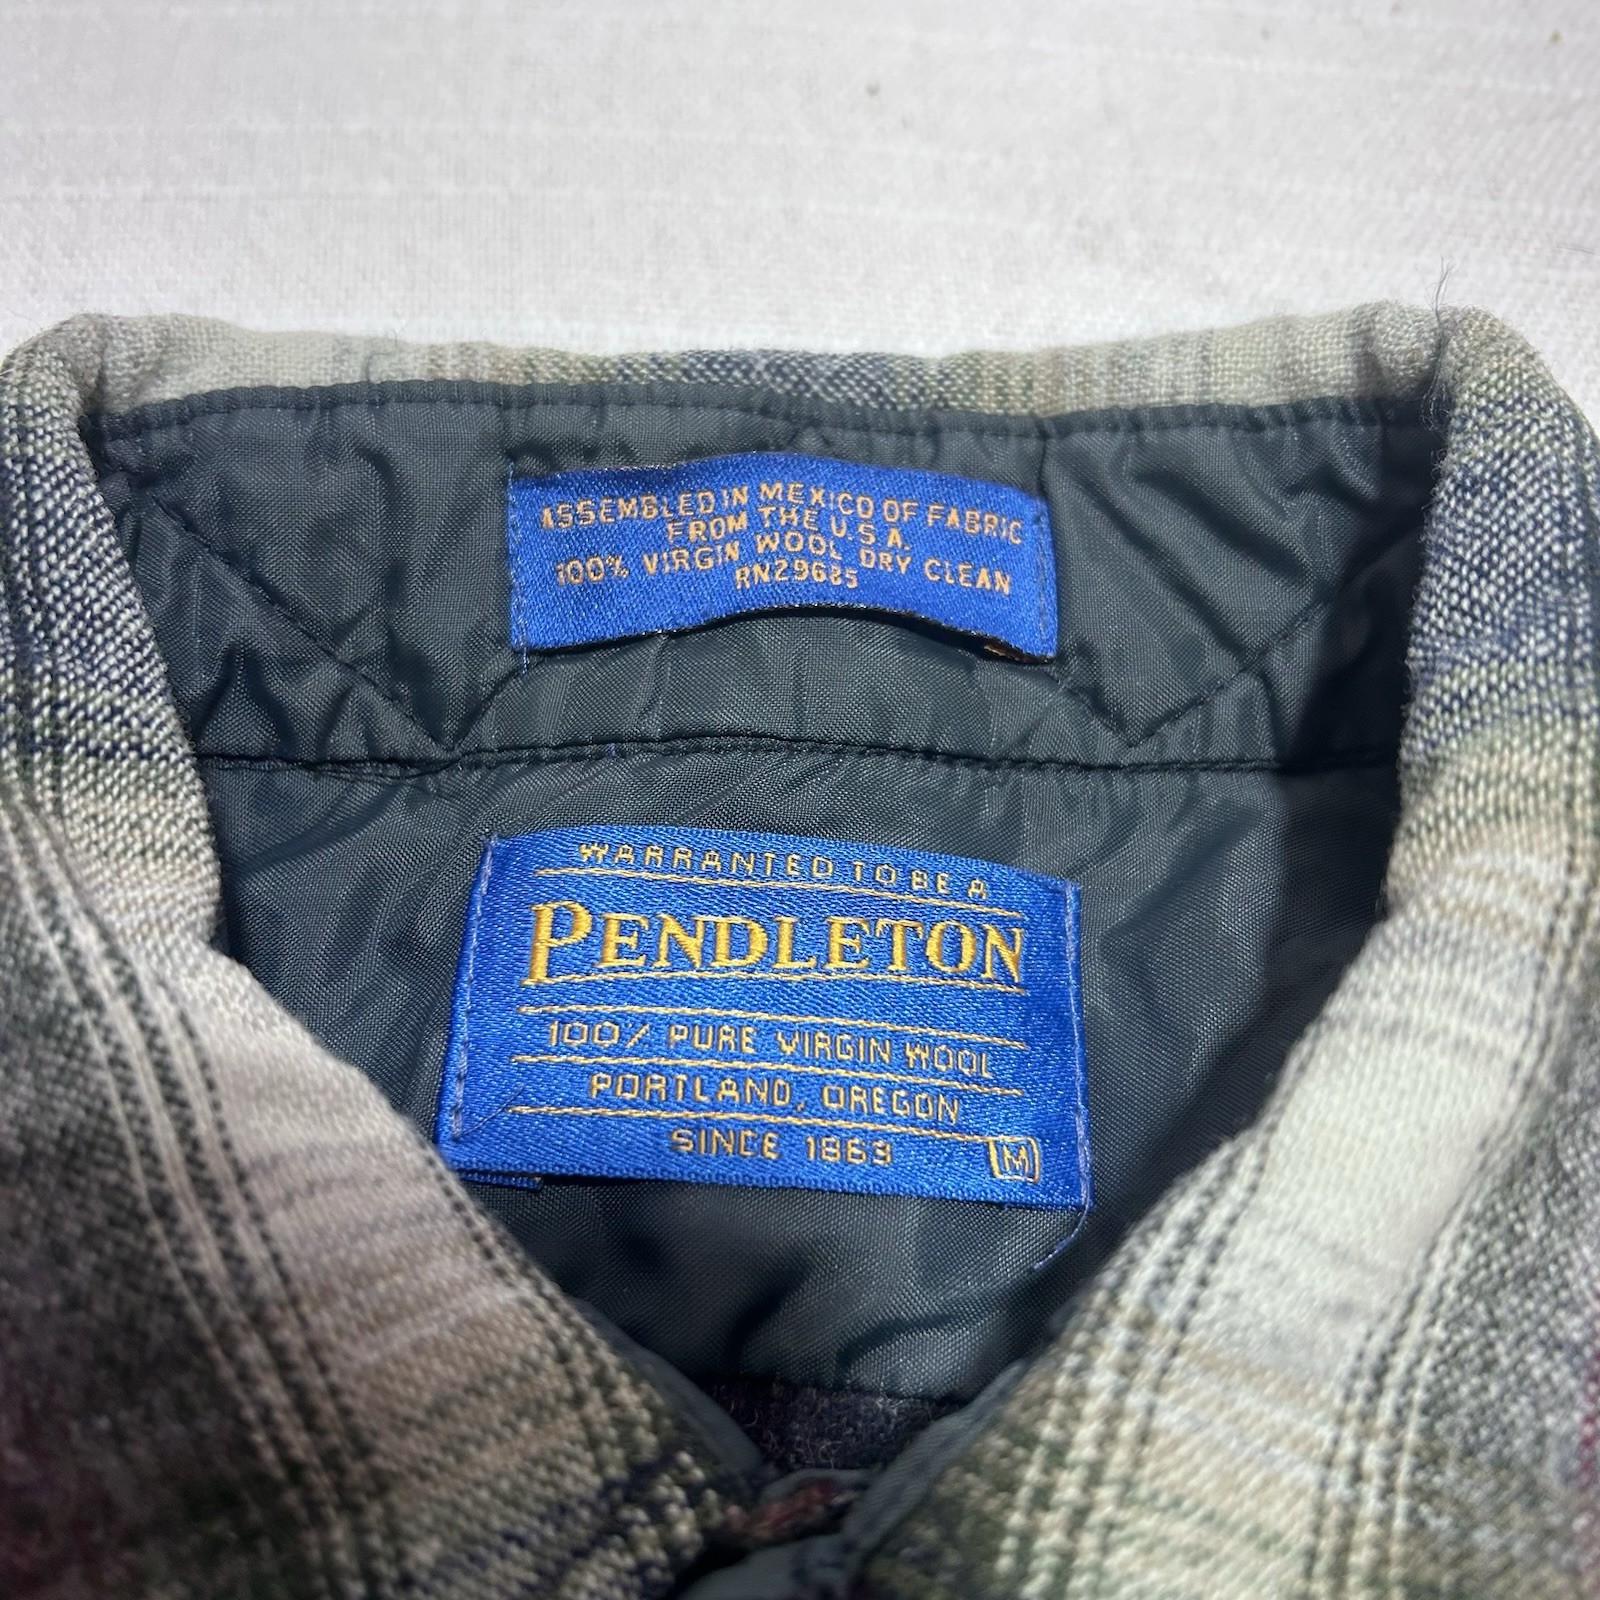 ASSEMBLED IN MEXICO OF FABRIC
FROM THE U.S.A.
100% VIRGIN WOOL DRY CLEAN
RN29685
WARRANTED TO BE A
PENDLETON
100% PURE VIRGIN WOOL
PORTLAND, OREGON
SINCE 1863
M